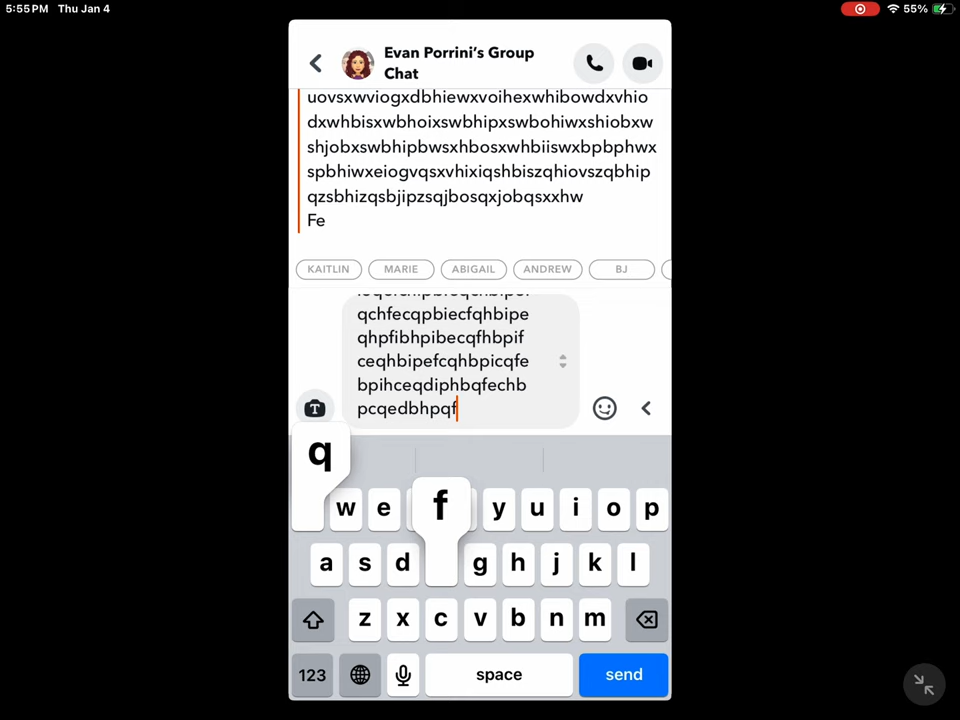 5:55 PM Thu Jan 4
55%
Evan Porrini's Group
Chat
uovsxwviogxdbhiewxvoihexwhibowdxvhio
dxwhbisxwbhoixswbhipxswbohiwxshiobxw
shjobxswbhipbwsxhbosxwhbiiswxbpbphwx
spbhiwxeiogvqsxvhixiqshbiszqhiovszqbhip
qzsbhizqsbjipzsqjbosqxjobqsxxhw
Fe
KAITLIN MARIE ABIGAIL ANDREW BJ
qchfecqpbiecfqhbipe
qhpfibhpibecqfhbpif
ceqhbipefcqhbpicqfe
bpihceqdiphbqfechb
pcqedbhpqf
T
q
w e f y u i o p
a s d g h j k l
z x c v b n m
123 space send